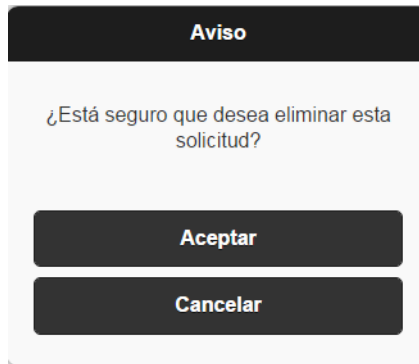 Aviso
¿Está seguro que desea eliminar esta
solicitud?
Aceptar
Cancelar